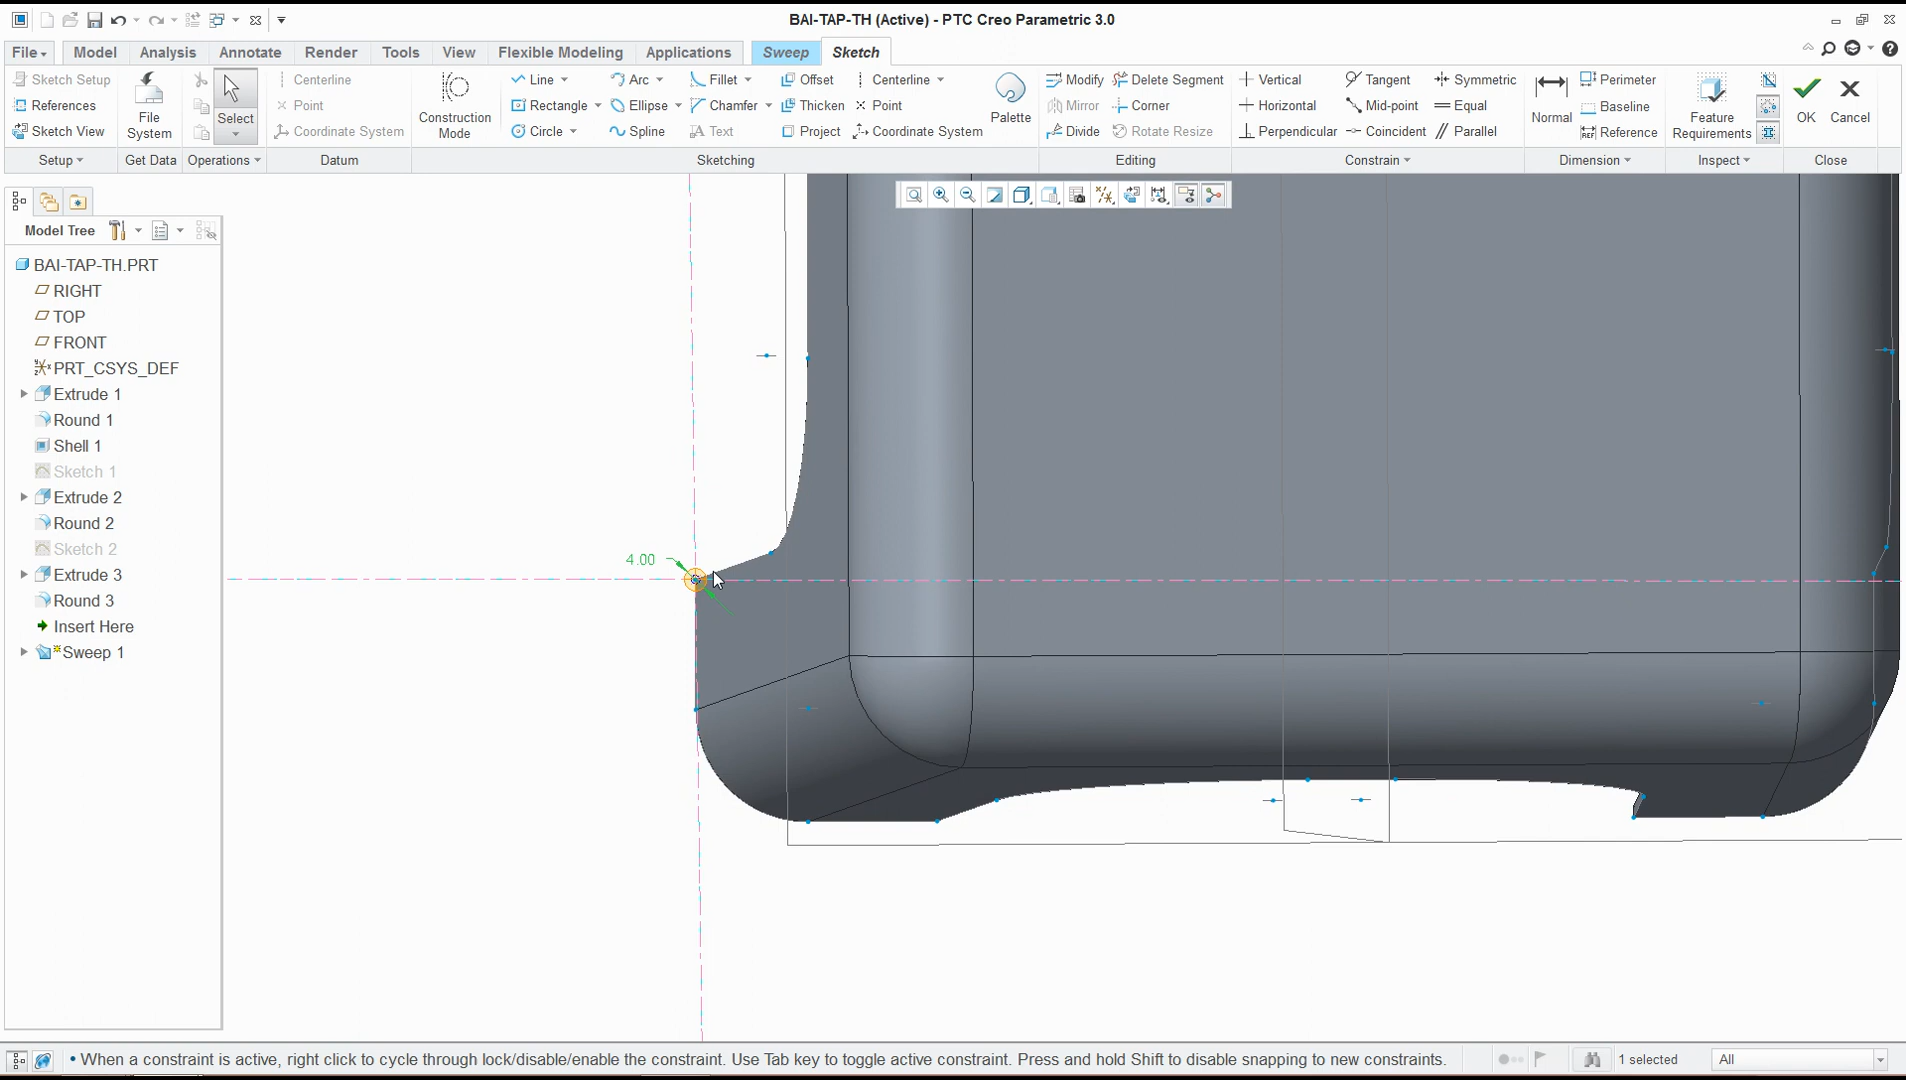 BAI-TAP-TH (Active) - PTC Creo Parametric 3.0
File Model Analysis Annotate Render Tools View Flexible Modeling Applications Sweep Sketch
Sketch Setup
References
Sketch View
File System
Select
Centerline
Point
Coordinate System
Construction Mode
Line Arc Fillet Offset Centerline
Rectangle Ellipse Chamfer Thicken Point
Circle Spline Text Project Coordinate System
Palette
Modify Delete Segment
Mirror Corner
Divide Rotate Resize
Vertical Tangent Symmetric
Horizontal Mid-point Equal
Perpendicular Coincident Parallel
Normal
Perimeter
Baseline
REF Reference
Feature Requirements
OK
Cancel
Setup Get Data Operations Datum Sketching Editing Constrain Dimension Inspect Close
Model Tree
BAI-TAP-TH.PRT
RIGHT
TOP
FRONT
PRT_CSYS_DEF
Extrude 1
Round 1
Shell 1
Sketch 1
Extrude 2
Round 2
Sketch 2
Extrude 3
Round 3
Insert Here
Sweep 1
4.00
• When a constraint is active, right click to cycle through lock/disable/enable the constraint. Use Tab key to toggle active constraint. Press and hold Shift to disable snapping to new constraints.
1 selected
All